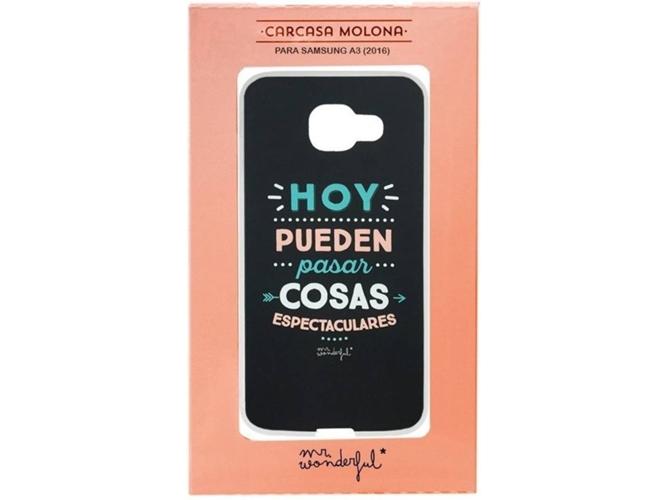 ·CARCASA MOLONA·
PARA SAMSUNG A3 (2016)
HOY
PUEDEN
pasar
COSAS
ESPECTACULARES
mr.
wonderful*
mr.
wonderful*